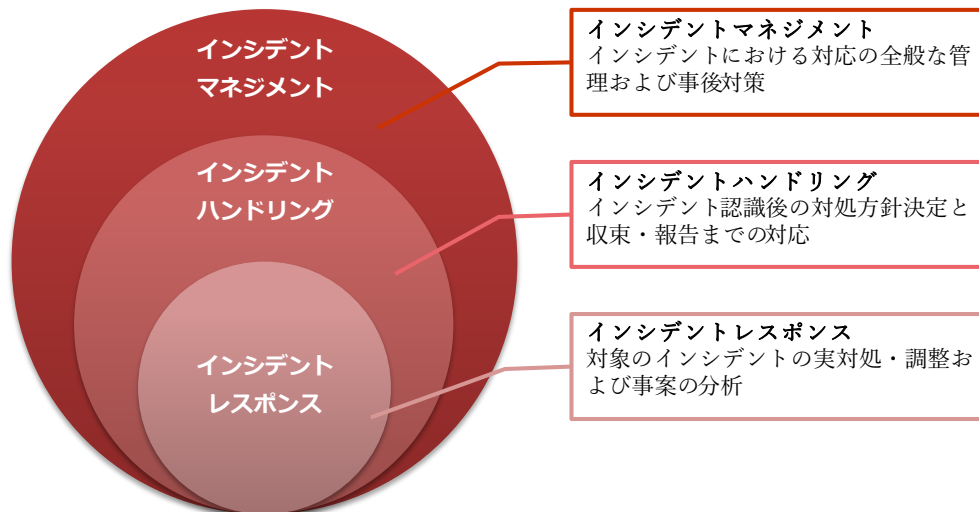 インシデント
マネジメント
インシデント
ハンドリング
インシデント
レスポンス
インシデントマネジメント
インシデントにおける対応の全般な管
理および事後対策
インシデントハンドリング
インシデント認識後の対処方針決定と
収束・報告までの対応
インシデントレスポンス
対象のインシデントの実対処・調整お
よび事案の分析